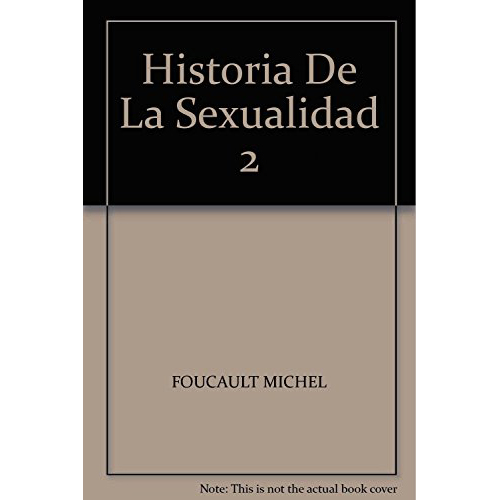 Historia De
La Sexualidad
2
FOUCAULT MICHEL
Note: This is not the actual book cover